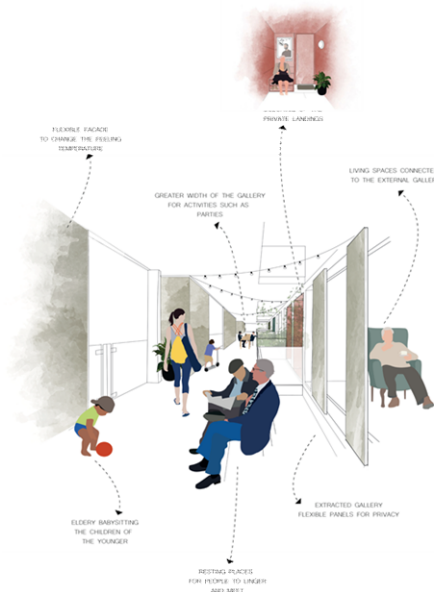 PRIVATE LANDINGS
FLEXIBLE FACADE
TO CHANGE THE FEELING
TEMPERATURE
LIVING SPACES CONNECTE
TO THE EXTERNAL GALLE
GREATER WIDTH OF THE GALLERY
FOR ACTIVITIES SUCH AS
PARTIES
EXTRACTED GALLERY
FLEXIBLE PANELS FOR PRIVACY
ELDERY BABYSITTING
THE CHILDREN OF
THE YOUNGER
RESTING PLACES
FOR PEOPLE TO LINGER
AND MEET